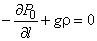 -∂P₀/∂l + gρ = 0